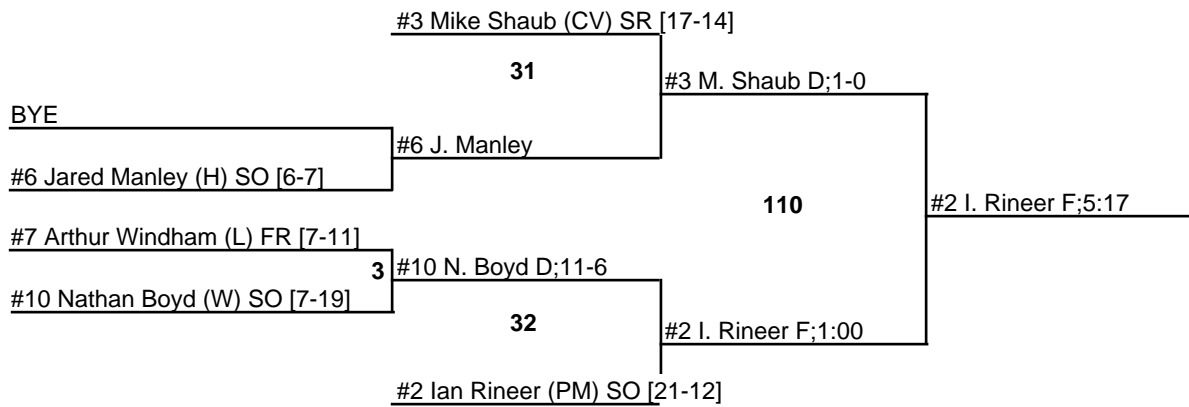 #3 Mike Shaub (CV) SR [17-14]
31
#3 M. Shaub D;1-0
BYE
#6 J. Manley
#6 Jared Manley (H) SO [6-7]
110
#2 I. Rineer F;5:17
#7 Arthur Windham (L) FR [7-11]
3
#10 N. Boyd D;11-6
#10 Nathan Boyd (W) SO [7-19]
32
#2 I. Rineer F;1:00
#2 Ian Rineer (PM) SO [21-12]